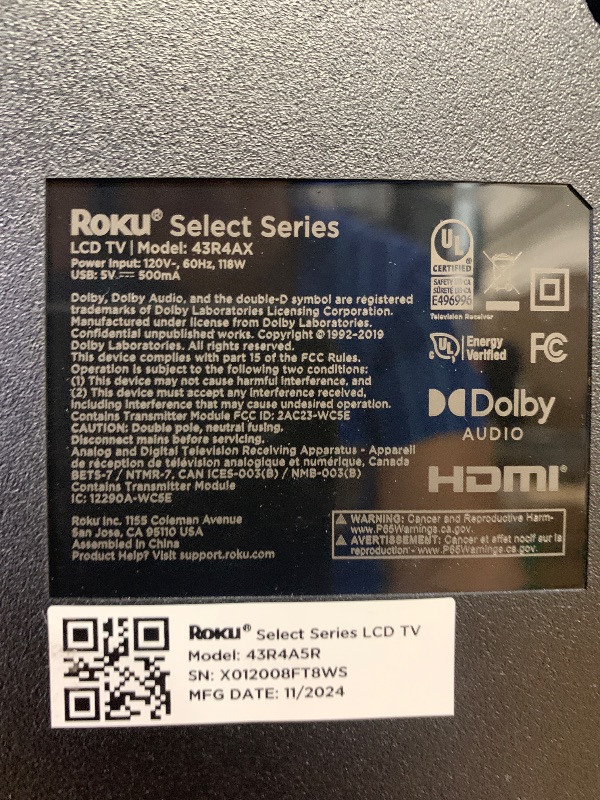 ROKU® Select Series
LCD TV | Model: 43R4AX
Power Input: 120V~, 60Hz, 118W
USB: 5V⎓ 500mA
Dolby, Dolby Audio, and the double-D symbol are registered
trademarks of Dolby Laboratories Licensing Corporation.
Manufactured under license from Dolby Laboratories.
Confidential unpublished works. Copyright © 1992-2019
Dolby Laboratories. All rights reserved.
This device complies with part 15 of the FCC Rules.
Operation is subject to the following two conditions:
(1) This device may not cause harmful interference, and
(2) This device must accept any interference received,
including interference that may cause undesired operation.
Contains Transmitter Module FCC ID: 2AC23-WC5E
CAUTION: Double pole, neutral fusing.
Disconnect mains before servicing.
Analog and Digital Television Receiving Apparatus - Appareil
de réception de télévision analogique et numérique, Canada
BETS-7 / NTMR-7, CAN ICES-003(B) / NMB-003(B)
Contains Transmitter Module
IC: 12290A-WC5E
Roku Inc. 1155 Coleman Avenue
San Jose, CA 95110 USA
Assembled in China
Product Help? Visit support.roku.com
UL
CERTIFIED
SAFETY US-CA
SÛRETÉ US-CA
E496996
Television Receiver
UL Energy
Verified
FC
Dolby
AUDIO
HDMI®
WARNING: Cancer and Reproductive Harm-
www.P65Warnings.ca.gov.
AVERTISSEMENT: Cancer et effet nocif sur la
reproduction - www.P65Warnings.ca.gov.
ROKU® Select Series LCD TV
Model: 43R4A5R
SN: X012008FT8WS
MFG DATE: 11/2024